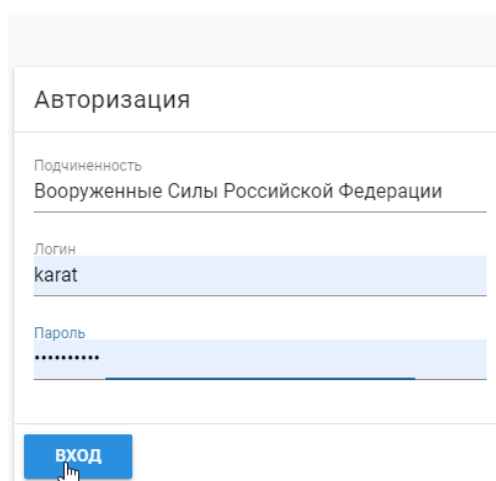 Авторизация
Подчиненность
Вооруженные Силы Российской Федерации
Логин
karat
Пароль
••••••••••
ВХОД